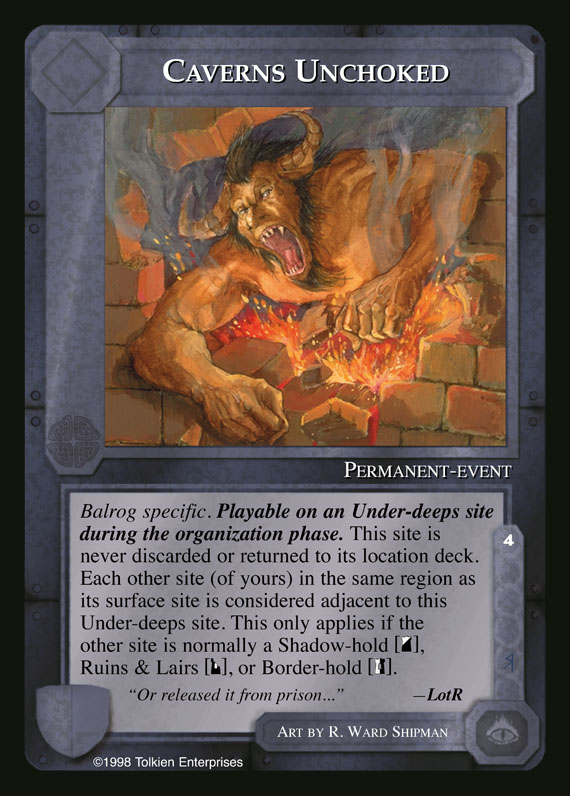 CAVERNS UNCHOKED
PERMANENT-EVENT
Balrog specific. Playable on an Under-deeps site
during the organization phase. This site is
never discarded or returned to its location deck.
Each other site (of yours) in the same region as
its surface site is considered adjacent to this
Under-deeps site. This only applies if the
other site is normally a Shadow-hold [],
Ruins & Lairs [], or Border-hold [].
“Or released it from prison...” —LotR
4
ART BY R. WARD SHIPMAN
©1998 Tolkien Enterprises